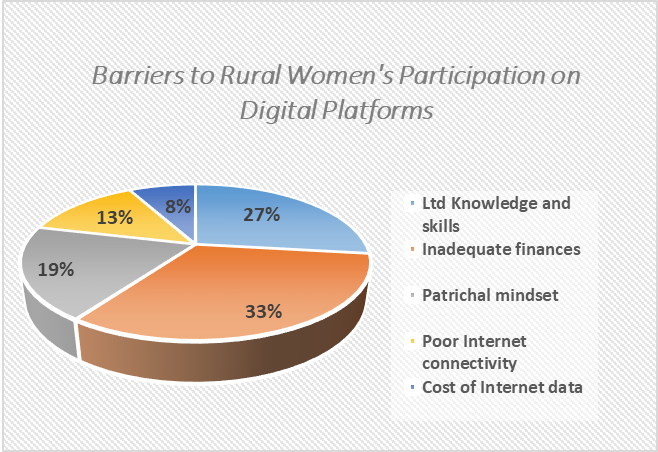 Barriers to Rural Women's Participation on
Digital Platforms
8%
27%
13%
19%
33%
Ltd Knowledge and
skills
Inadequate finances
Patrichal mindset
Poor Internet
connectivity
Cost of Internet data